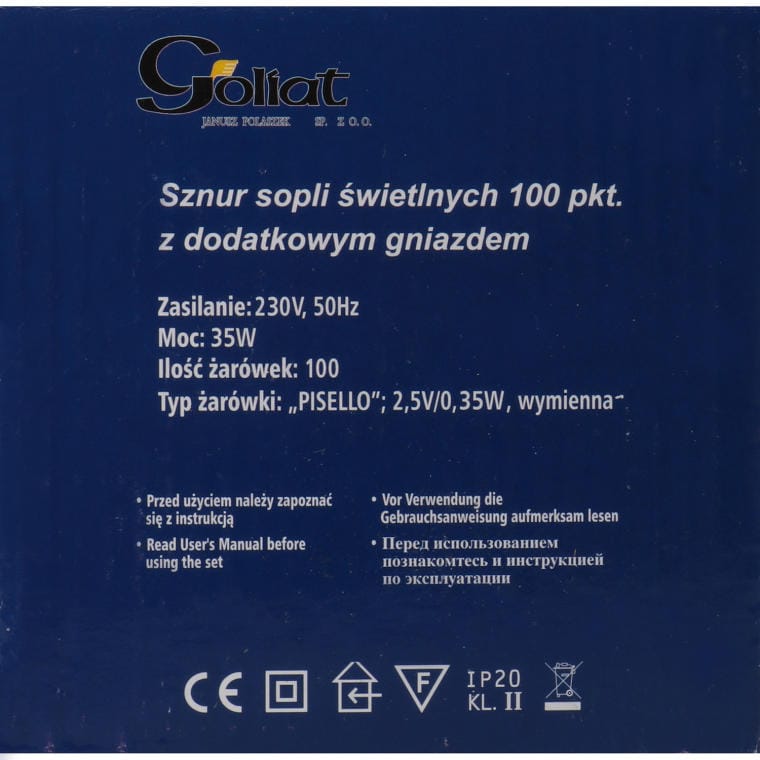 Goliat
JANUSZ POLASZEK SP. Z O.O.
Sznur sopli świetlnych 100 pkt.
z dodatkowym gniazdem
Zasilanie: 230V, 50Hz
Moc: 35W
Ilość żarówek: 100
Typ żarówki: „PISELLO”; 2,5V/0,35W, wymienna
• Przed użyciem należy zapoznać
się z instrukcją
• Read User's Manual before
using the set
• Vor Verwendung die
Gebrauchsanweisung aufmerksam lesen
• Перед использованием
познакомтесь и инструкцией
по эксплуатации
CE
F
IP20
KL. II